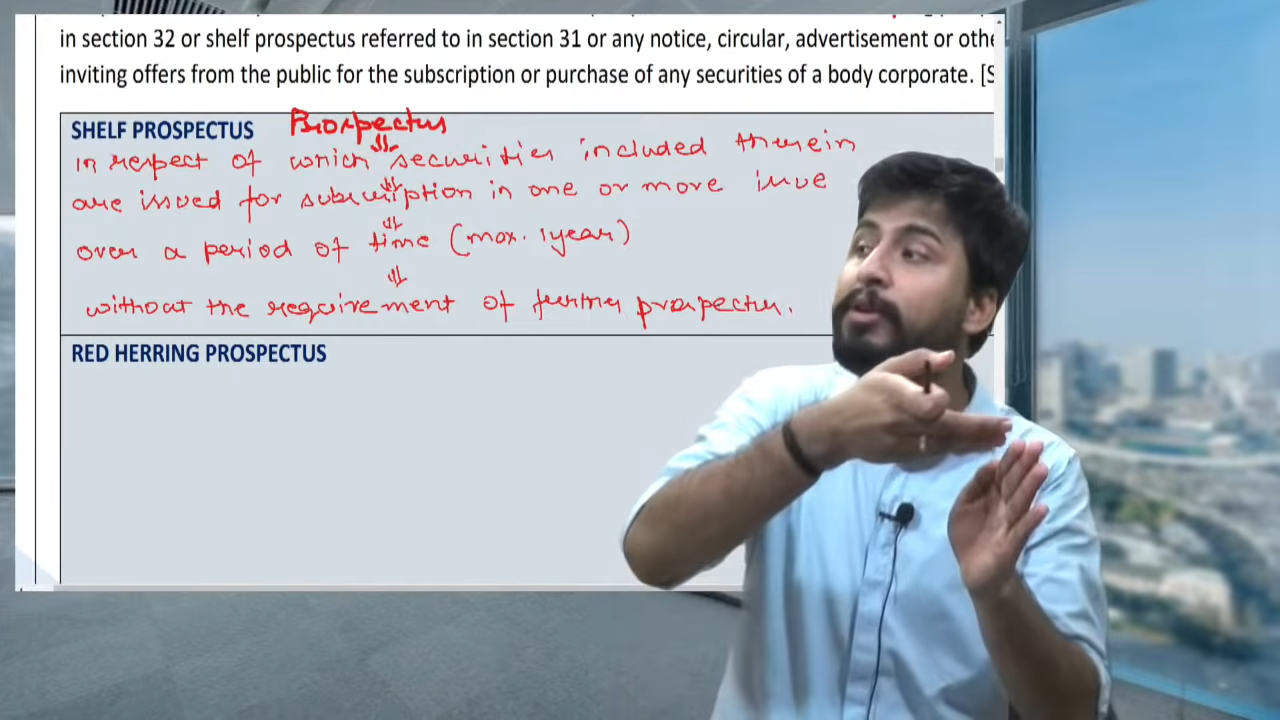 in section 32 or shelf prospectus referred to in section 31 or any notice, circular, advertisement or othe
inviting offers from the public for the subscription or purchase of any securities of a body corporate. [S
SHELF PROSPECTUS Prospectus
in respect of which securities included therein
are issued for subscription in one or more issue
over a period of time (max. 1year)
without the requirement of further prospectus.
RED HERRING PROSPECTUS